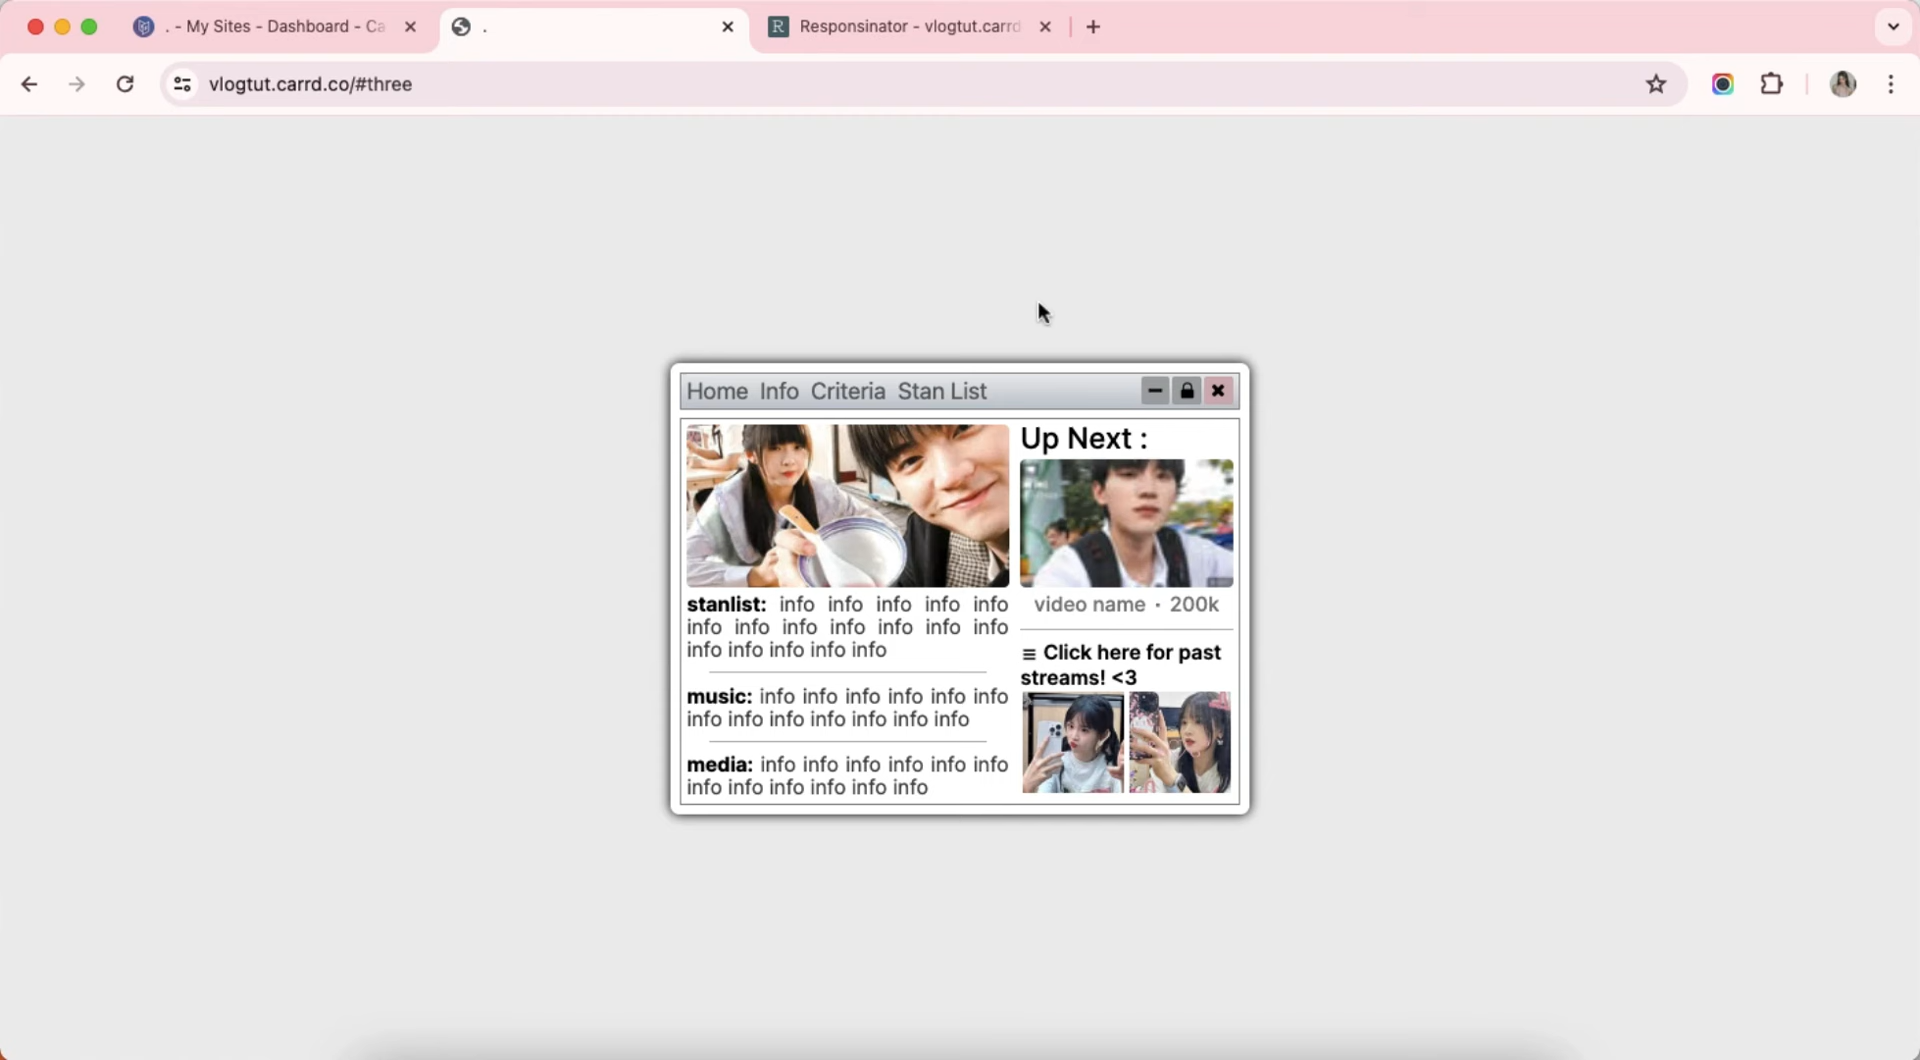 . - My Sites - Dashboard - Ca
.
Responsinator - vlogtut.carrd
vlogtut.carrd.co/#three
Home Info Criteria Stan List
stanlist: info info info info info
info info info info info info info
info info info info info
music: info info info info info info
info info info info info info info
media: info info info info info info
info info info info info info
Up Next :
video name · 200k
≡ Click here for past
streams! <3